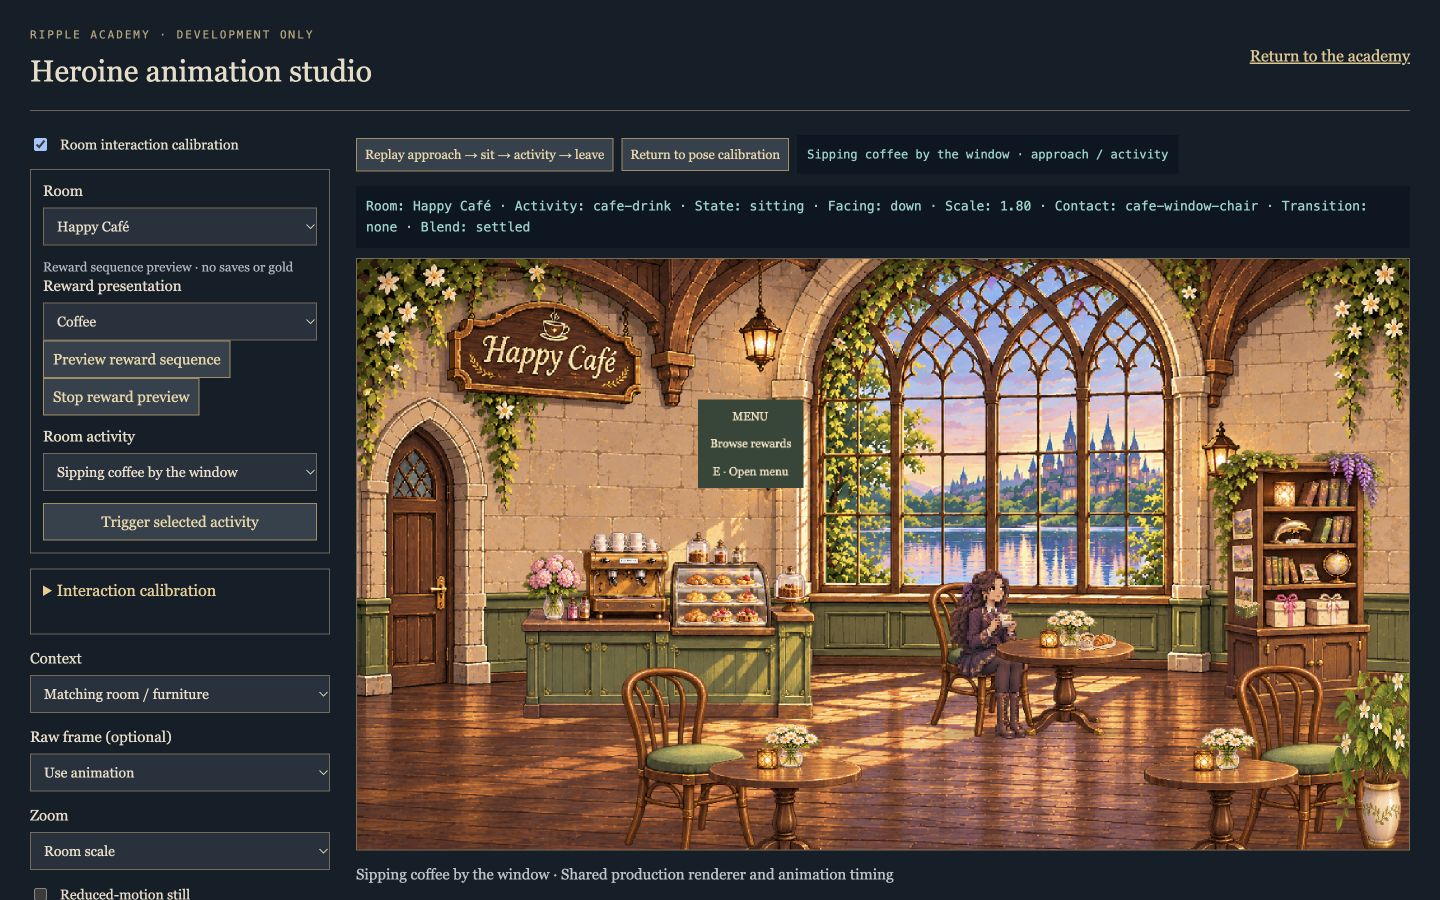 RIPPLE ACADEMY · DEVELOPMENT ONLY
Heroine animation studio
Return to the academy
Room interaction calibration
Room
Happy Café
Reward sequence preview · no saves or gold
Reward presentation
Coffee
Preview reward sequence
Stop reward preview
Room activity
Sipping coffee by the window
Trigger selected activity
Interaction calibration
Context
Matching room / furniture
Raw frame (optional)
Use animation
Zoom
Room scale
Reduced-motion still
Replay approach → sit → activity → leave
Return to pose calibration
Sipping coffee by the window · approach / activity
Room: Happy Café · Activity: cafe-drink · State: sitting · Facing: down · Scale: 1.80 · Contact: cafe-window-chair · Transition:
none · Blend: settled
Happy Café
MENU
Browse rewards
E · Open menu
Sipping coffee by the window · Shared production renderer and animation timing